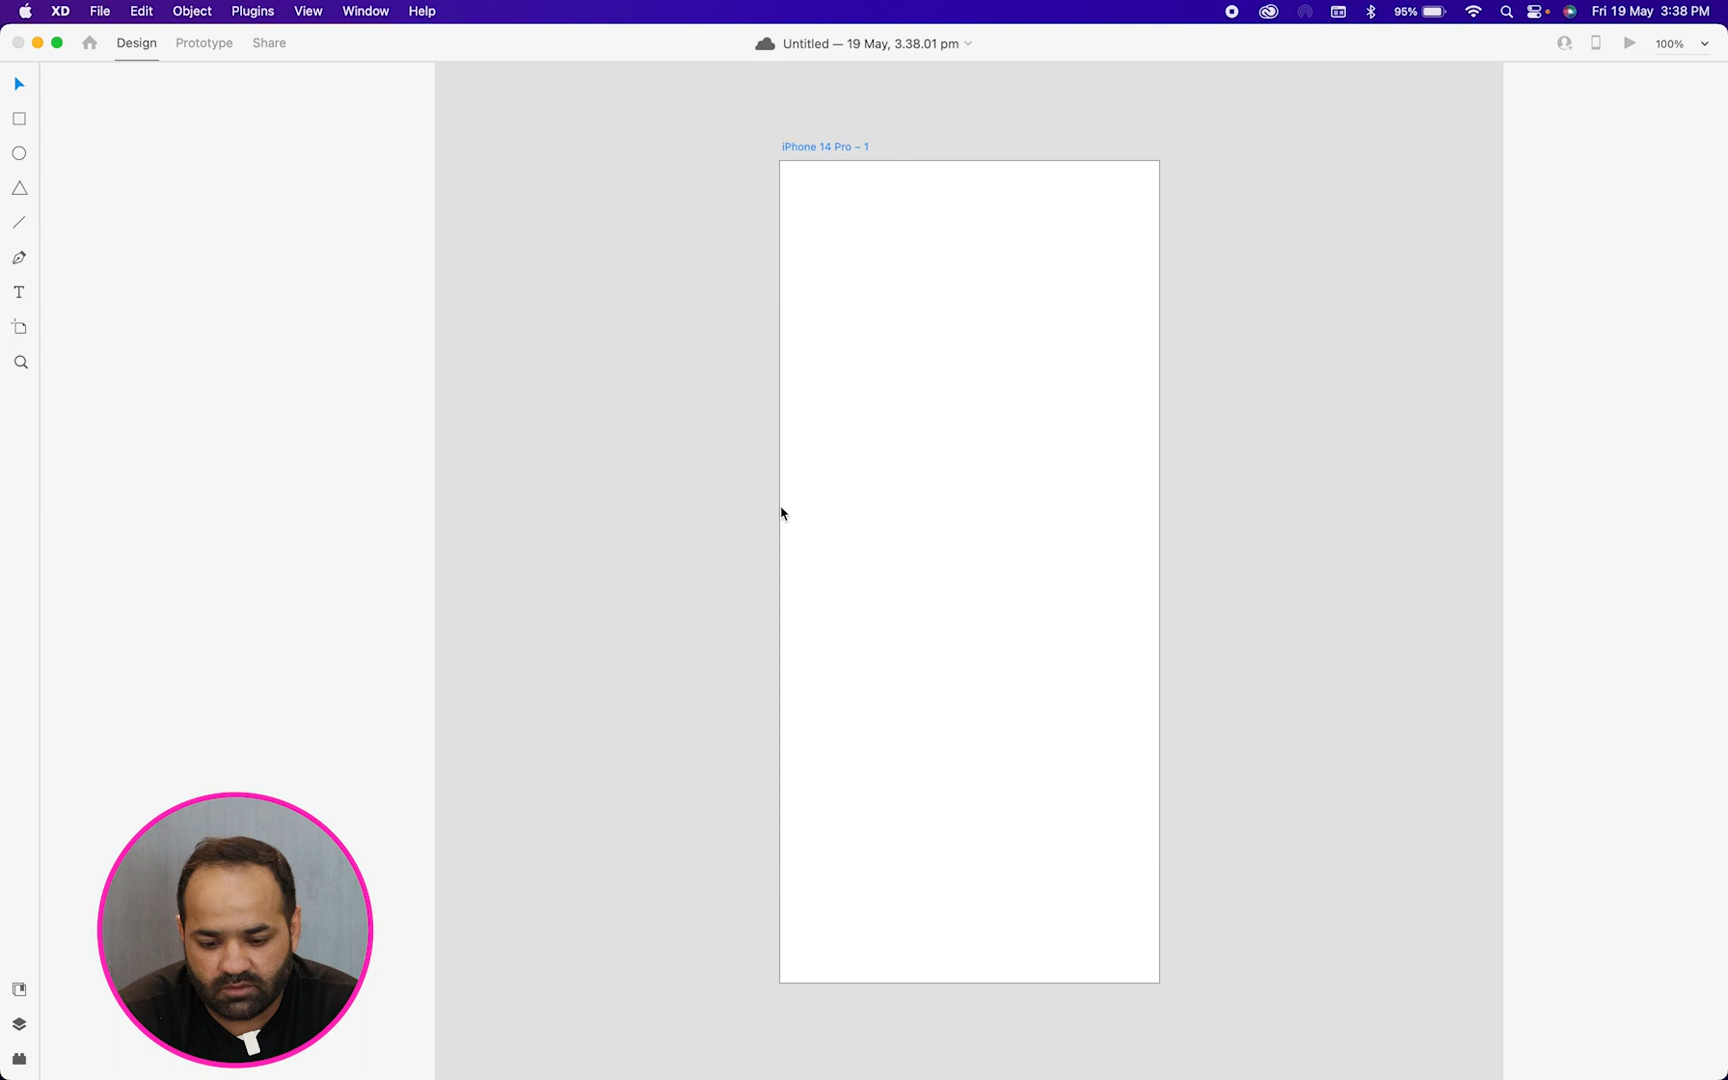 XD File Edit Object Plugins View Window Help 95% Fri 19 May 3:38 PM
Design Prototype Share Untitled — 19 May, 3.38.01 pm 100%
iPhone 14 Pro – 1
T